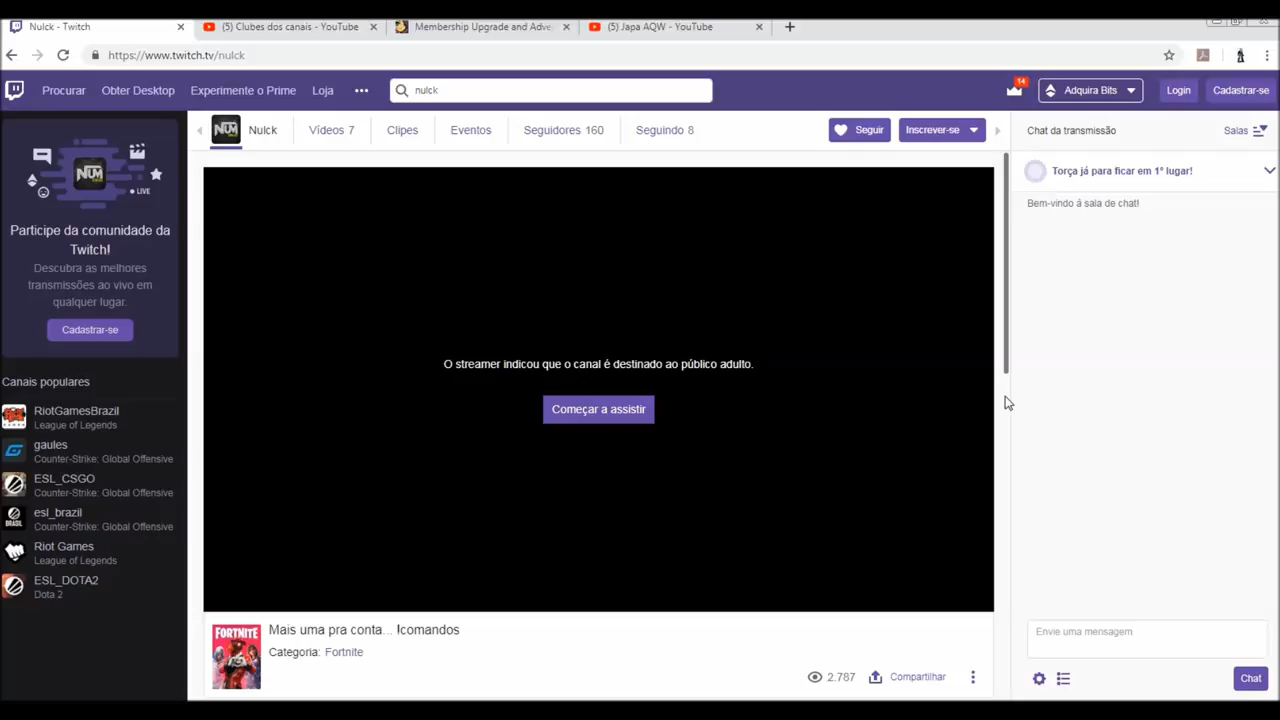 Nulck - Twitch
(5) Clubes dos canais - YouTube
Membership Upgrade and Adve
(5) Japa AQW - YouTube
https://www.twitch.tv/nulck
Procurar
Obter Desktop
Experimente o Prime
Loja
nulck
14
Adquira Bits
Login
Cadastrar-se
NTM
LIVE
Participe da comunidade da
Twitch!
Descubra as melhores
transmissões ao vivo em
qualquer lugar.
Cadastrar-se
Canais populares
RiotGamesBrazil
League of Legends
gaules
Counter-Strike: Global Offensive
ESL_CSGO
Counter-Strike: Global Offensive
esl_brazil
Counter-Strike: Global Offensive
Riot Games
League of Legends
ESL_DOTA2
Dota 2
Nulck
Vídeos 7
Clipes
Eventos
Seguidores 160
Seguindo 8
Seguir
Inscrever-se
O streamer indicou que o canal é destinado ao público adulto.
Começar a assistir
FORTNITE
Mais uma pra conta... !comandos
Categoria: Fortnite
2.787
Compartilhar
Chat da transmissão
Salas
Torça já para ficar em 1º lugar!
Bem-vindo à sala de chat!
Envie uma mensagem
Chat